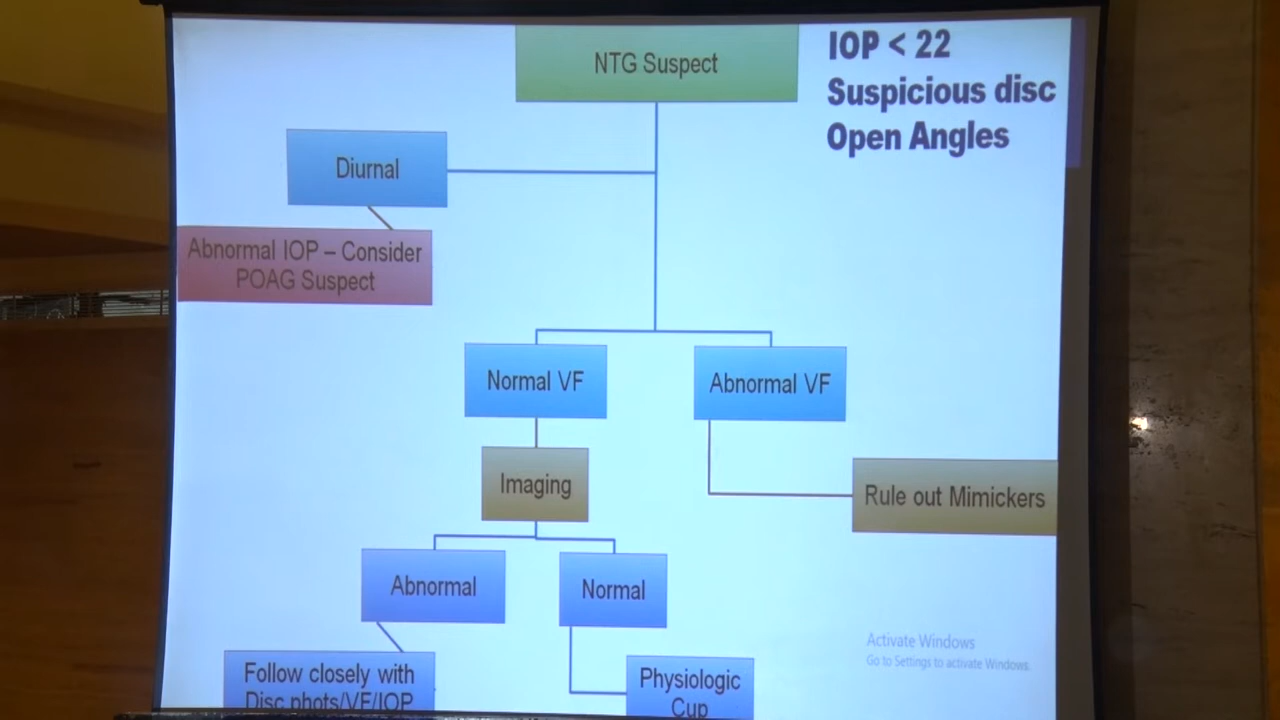 NTG Suspect
IOP < 22
Suspicious disc
Open Angles
Diurnal
Abnormal IOP – Consider
POAG Suspect
Normal VF
Abnormal VF
Imaging
Rule out Mimickers
Abnormal
Normal
Follow closely with
Disc phots/VF/IOP
Physiologic
Cup
Activate Windows
Go to Settings to activate Windows.